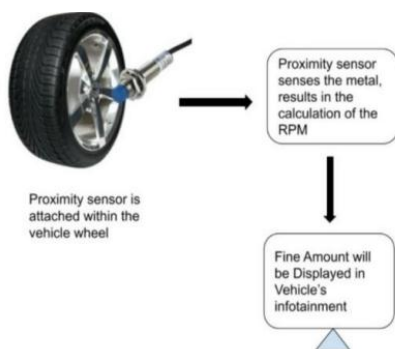 Proximity sensor
senses the metal,
results in the
calculation of the
RPM
Proximity sensor is
attached within the
vehicle wheel
Fine Amount will
be Displayed in
Vehicle's
infotainment